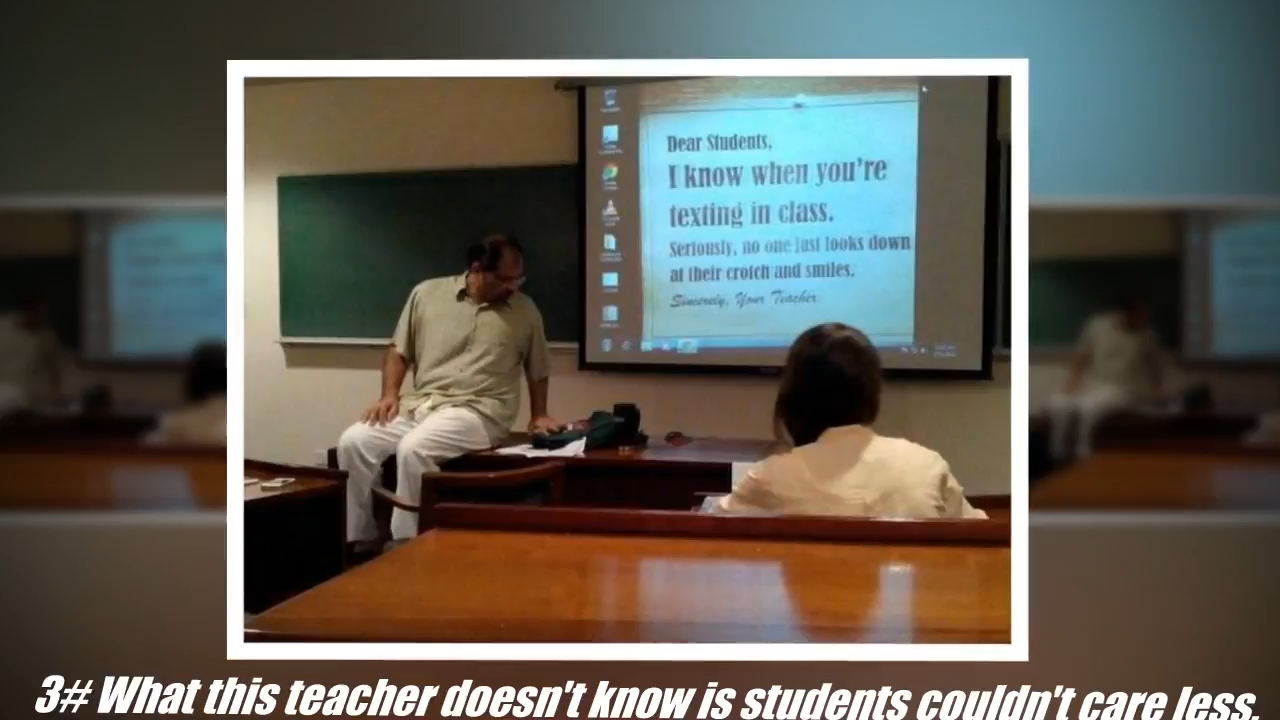 Dear Students,
I know when you're
texting in class.
Seriously, no one just looks down
at their crotch and smiles.
Sincerely, Your Teacher
3# What this teacher doesn't know is students couldn't care less.